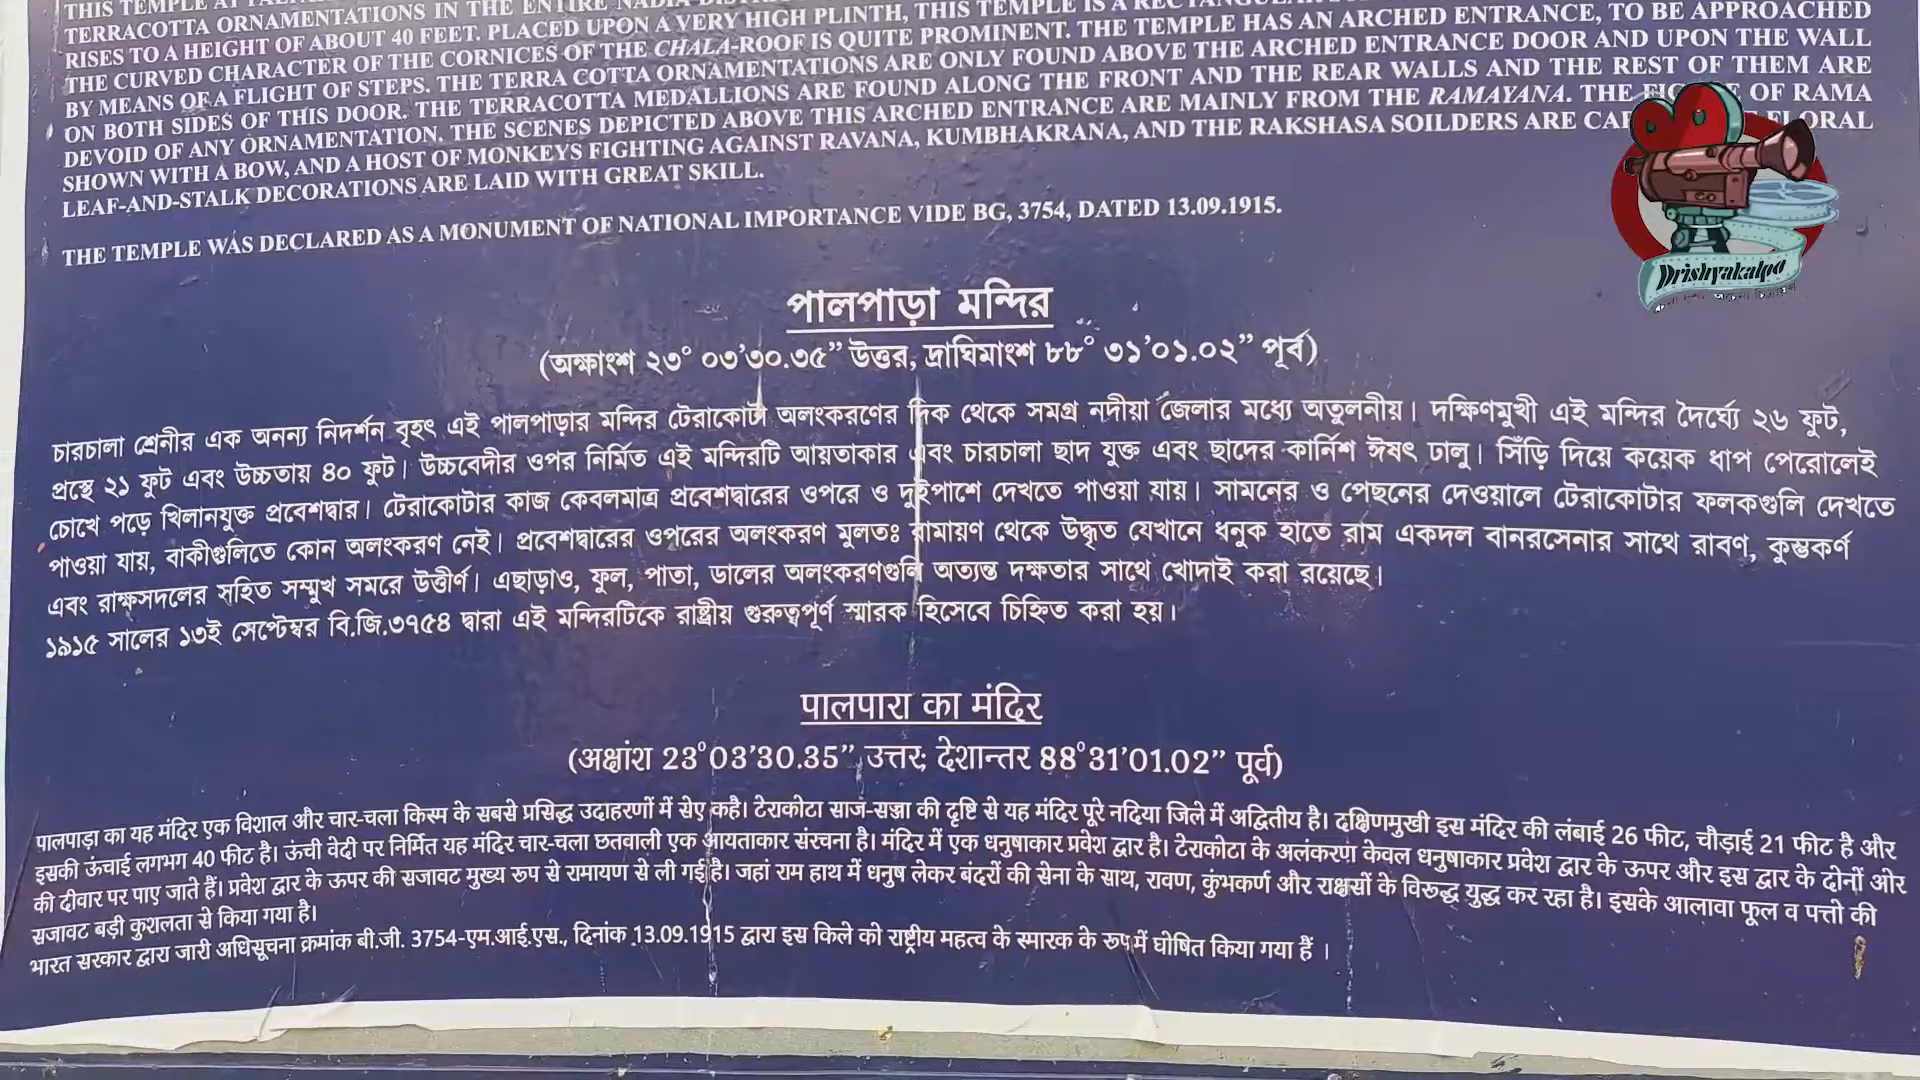 THIS TEMPLE AT
TERRACOTTA ORNAMENTATIONS IN THE ENTIRE NADIA
RISES TO A HEIGHT OF ABOUT 40 FEET. PLACED UPON A VERY HIGH PLINTH, THIS TEMPLE IS A
THE CURVED CHARACTER OF THE CORNICES OF THE CHALA-ROOF IS QUITE PROMINENT. THE TEMPLE HAS AN ARCHED ENTRANCE, TO BE APPROACHED
BY MEANS OF A FLIGHT OF STEPS. THE TERRA COTTA ORNAMENTATIONS ARE ONLY FOUND ABOVE THE ARCHED ENTRANCE DOOR AND UPON THE WALL
ON BOTH SIDES OF THIS DOOR. THE TERRACOTTA MEDALLIONS ARE FOUND ALONG THE FRONT AND THE REAR WALLS AND THE REST OF THEM ARE
DEVOID OF ANY ORNAMENTATION. THE SCENES DEPICTED ABOVE THIS ARCHED ENTRANCE ARE MAINLY FROM THE RAMAYANA. THE OF RAMA
SHOWN WITH A BOW, AND A HOST OF MONKEYS FIGHTING AGAINST RAVANA, KUMBHAKRANA, AND THE RAKSHASA SOILDERS ARE FLORAL
LEAF-AND-STALK DECORATIONS ARE LAID WITH GREAT SKILL.
THE TEMPLE WAS DECLARED AS A MONUMENT OF NATIONAL IMPORTANCE VIDE BG, 3754, DATED 13.09.1915.
Drishyakalpa
পালপাড়া মন্দির
(অক্ষাংশ ২৩° ০৩’৩০.৩৫” উত্তর, দ্রাঘিমাংশ ৮৮° ৩১’০১.০২” পূর্ব)
চারচালা শ্রেনীর এক অনন্য নিদর্শন বৃহৎ এই পালপাড়ার মন্দির টেরাকোটা অলংকরণের দিক থেকে সমগ্র নদীয়া জেলার মধ্যে অতুলনীয়। দক্ষিণমুখী এই মন্দির দৈর্ঘ্যে ২৬ ফুট,
প্রস্থে ২১ ফুট এবং উচ্চতায় ৪০ ফুট। উচ্চবেদীর ওপর নির্মিত এই মন্দিরটি আয়তাকার এবং চারচালা ছাদ যুক্ত এবং ছাদের কার্নিশ ঈষৎ ঢালু। সিঁড়ি দিয়ে কয়েক ধাপ পেরোলেই
চোখে পড়ে খিলানযুক্ত প্রবেশদ্বার। টেরাকোটার কাজ কেবলমাত্র প্রবেশদ্বারের ওপরে ও দুইপাশে দেখতে পাওয়া যায়। সামনের ও পেছনের দেওয়ালে টেরাকোটার ফলকগুলি দেখতে
পাওয়া যায়, বাকীগুলিতে কোন অলংকরণ নেই। প্রবেশদ্বারের ওপরের অলংকরণ মুলতঃ রামায়ণ থেকে উদ্ধৃত যেখানে ধনুক হাতে রাম একদল বানরসেনার সাথে রাবণ, কুম্ভকর্ণ
এবং রাক্ষসদলের সহিত সম্মুখ সমরে উত্তীর্ণ। এছাড়াও, ফুল, পাতা, ডালের অলংকরণগুলি অত্যন্ত দক্ষতার সাথে খোদাই করা রয়েছে।
১৯১৫ সালের ১৩ই সেপ্টেম্বর বি.জি.৩৭৫৪ দ্বারা এই মন্দিরটিকে রাষ্ট্রীয় গুরুত্বপূর্ণ স্মারক হিসেবে চিহ্নিত করা হয়।
पालपारा का मंदिर
(अक्षांश 23°03’30.35” उत्तर; देशान्तर 88°31’01.02” पूर्व)
पालपाड़ा का यह मंदिर एक विशाल और चार-चला किस्म के सबसे प्रसिद्ध उदाहरणों में सेए कहै। टेराकोटा साज-सज्जा की दृष्टि से यह मंदिर पूरे नदिया जिले में अद्वितीय है। दक्षिणमुखी इस मंदिर की लंबाई 26 फीट, चौड़ाई 21 फीट है और
इसकी ऊंचाई लगभग 40 फीट है। ऊंची वेदी पर निर्मित यह मंदिर चार-चला छतवाली एक आयताकार संरचना है। मंदिर में एक धनुषाकार प्रवेश द्वार है। टेराकोटा के अलंकरण केवल धनुषाकार प्रवेश द्वार के ऊपर और इस द्वार के दोनों ओर
की दीवार पर पाए जाते हैं। प्रवेश द्वार के ऊपर की सजावट मुख्य रूप से रामायण से ली गई है। जहां राम हाथ में धनुष लेकर बंदरों की सेना के साथ, रावण, कुंभकर्ण और राक्षसों के विरूद्ध युद्ध कर रहा है। इसके आलावा फूल व पत्तो की
सजावट बड़ी कुशलता से किया गया है।
भारत सरकार द्वारा जारी अधिसूचना क्रमांक बी.जी. 3754-एम.आई.एस., दिनांक 13.09.1915 द्वारा इस किले को राष्ट्रीय महत्व के स्मारक के रूप में घोषित किया गया हैं ।